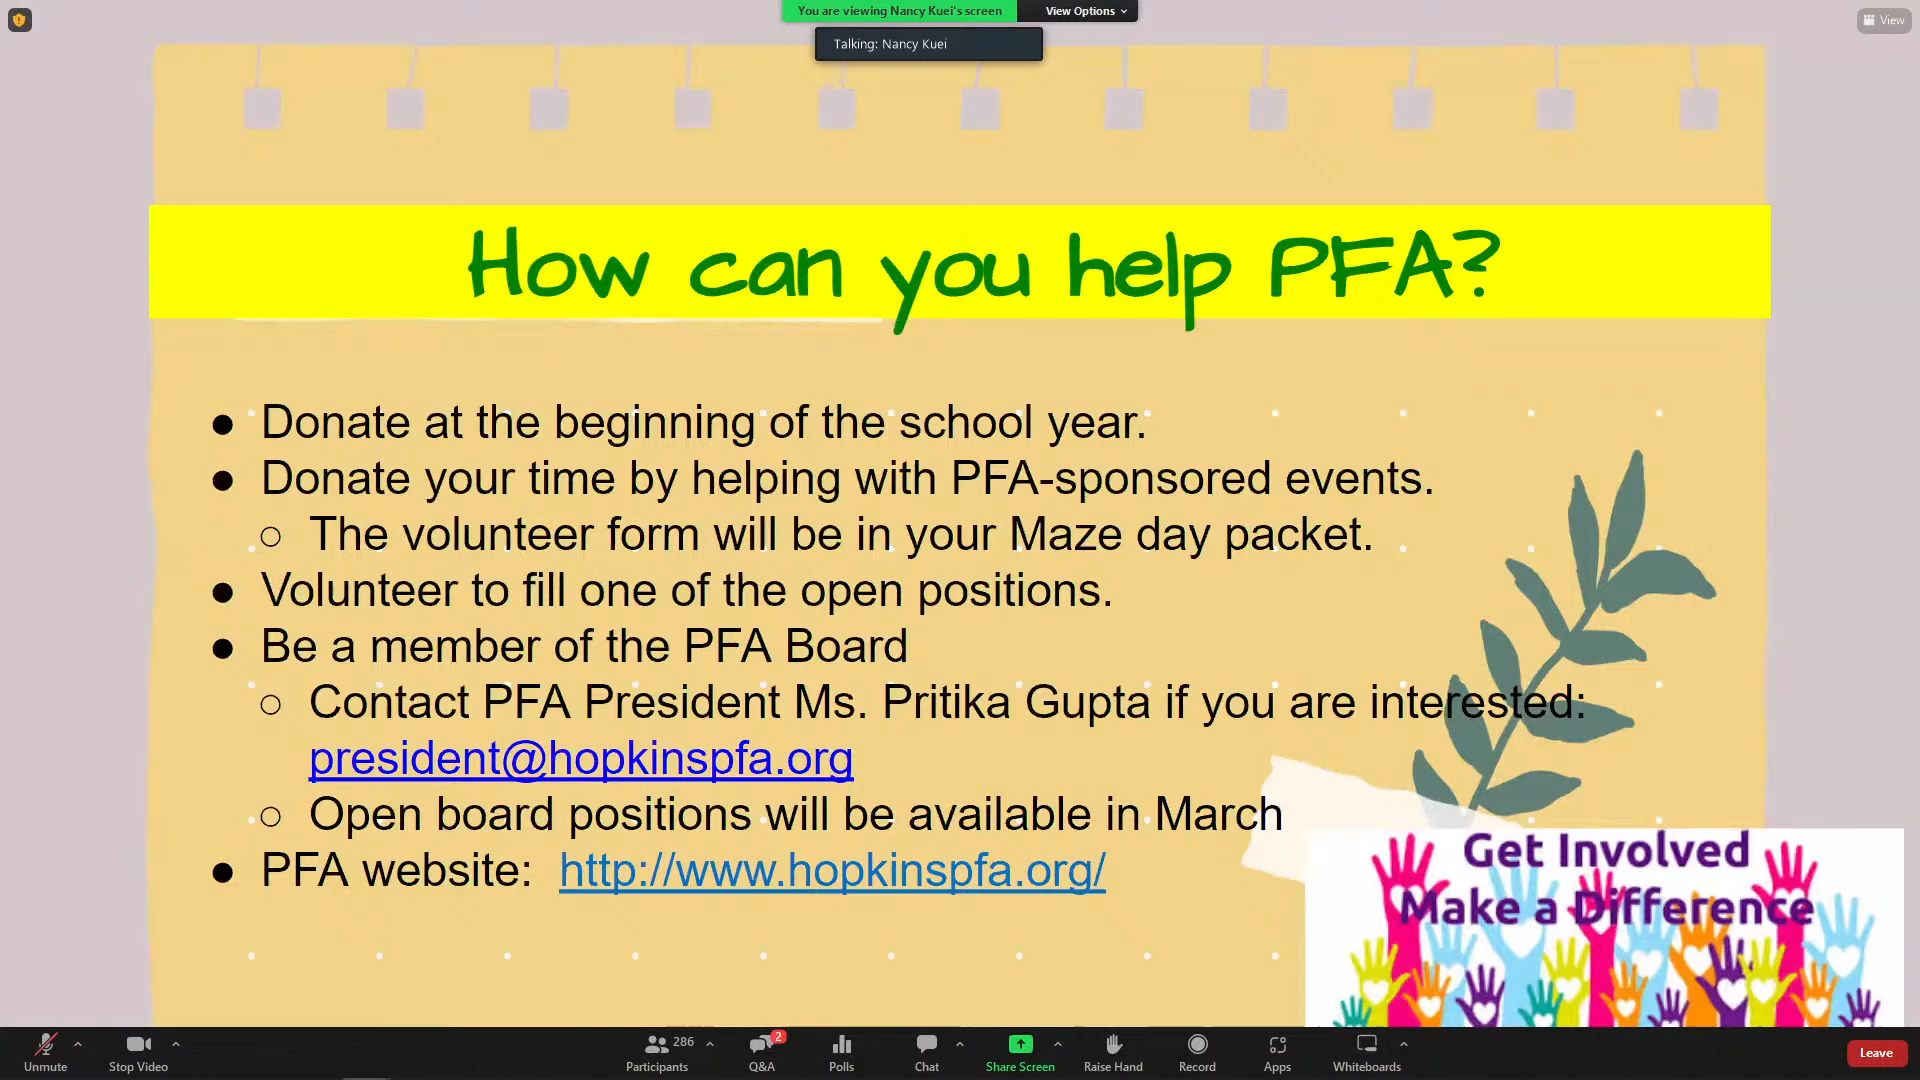 You are viewing Nancy Kuei's screen
View Options
View
Talking: Nancy Kuei
How can you help PFA?
● Donate at the beginning of the school year.
● Donate your time by helping with PFA-sponsored events.
○ The volunteer form will be in your Maze day packet.
● Volunteer to fill one of the open positions.
● Be a member of the PFA Board
○ Contact PFA President Ms. Pritika Gupta if you are interested:
president@hopkinspfa.org
○ Open board positions will be available in March
● PFA website: http://www.hopkinspfa.org/
Get Involved
Make a Difference
Unmute
Stop Video
286
Participants
2
Q&A
Polls
Chat
Share Screen
Raise Hand
Record
Apps
Whiteboards
Leave